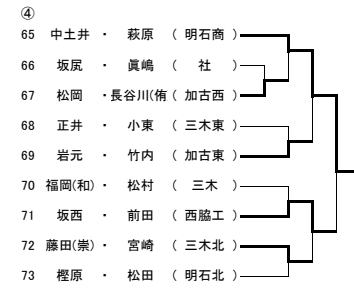 ④
65 中土井 ・ 萩原 ( 明石商 )
66 坂尻 ・ 眞嶋 ( 社 )
67 松岡 ・ 長谷川(侑 ( 加古西 )
68 正井 ・ 小東 ( 三木東 )
69 岩元 ・ 竹内 ( 加古東 )
70 福岡(和) ・ 松村 ( 三木 )
71 坂西 ・ 前田 ( 西脇工 )
72 藤田(崇) ・ 宮崎 ( 三木北 )
73 樫原 ・ 松田 ( 明石北 )